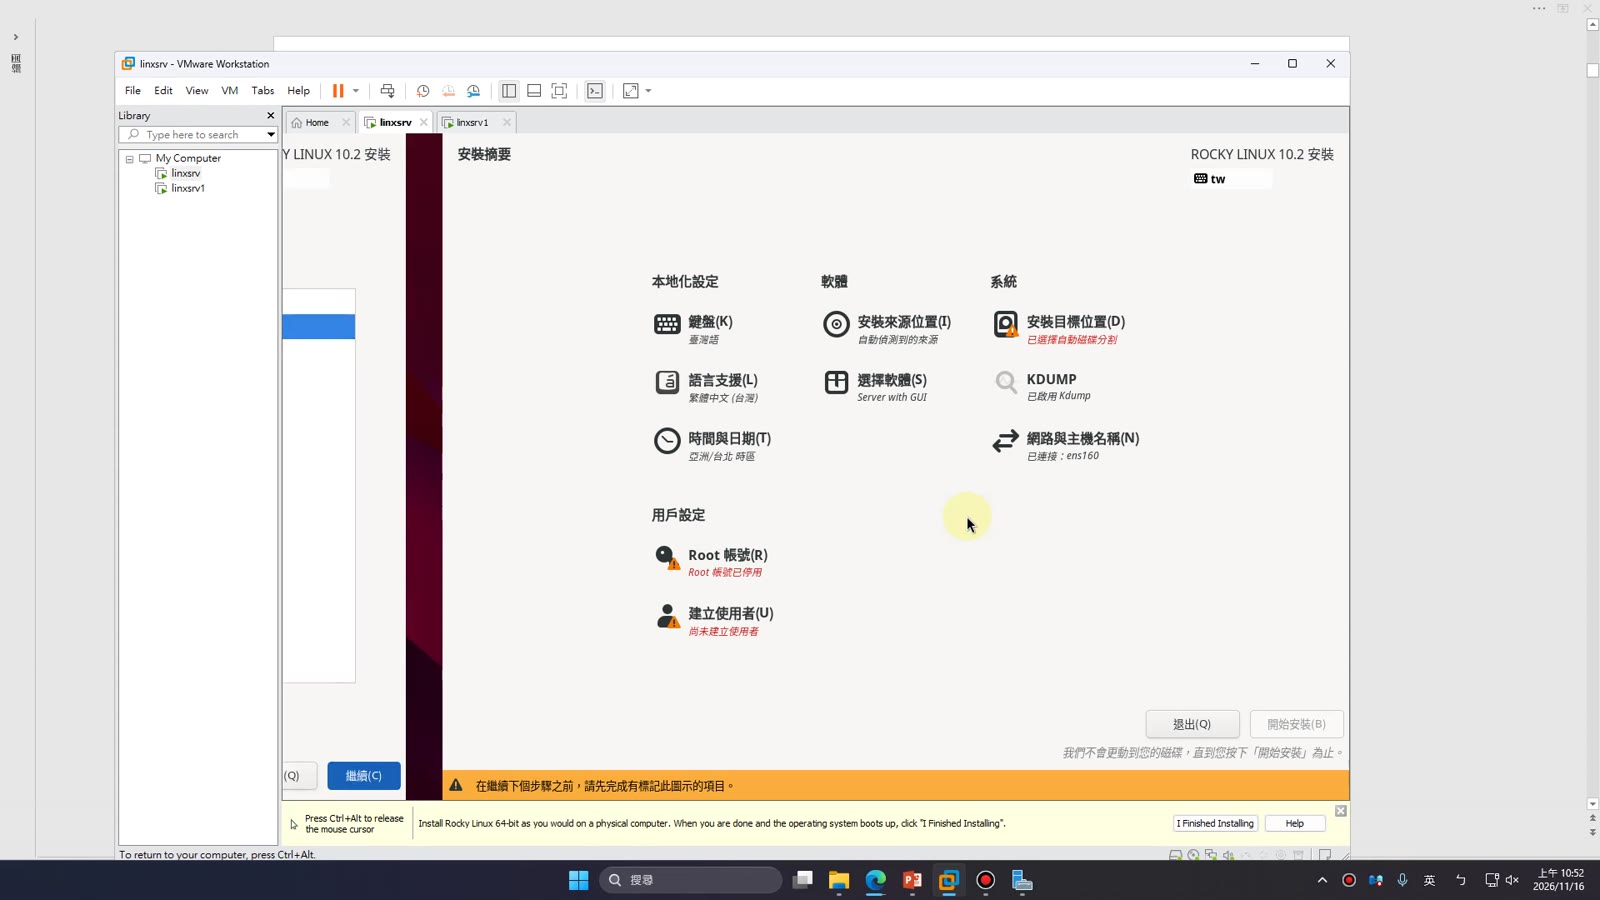 linxsrv - VMware Workstation
File Edit View VM Tabs Help
Library
Type here to search
My Computer
linxsrv
linxsrv1
Home
linxsrv
linxsrv1
Y LINUX 10.2 安裝
(Q)
繼續(C)
安裝摘要
ROCKY LINUX 10.2 安裝
tw
本地化設定
鍵盤(K)
臺灣語
語言支援(L)
繁體中文 (台灣)
時間與日期(T)
亞洲/台北 時區
軟體
安裝來源位置(I)
自動偵測到的來源
選擇軟體(S)
Server with GUI
系統
安裝目標位置(D)
已選擇自動磁碟分割
KDUMP
已啟用 Kdump
網路與主機名稱(N)
已連接：ens160
用戶設定
Root 帳號(R)
Root 帳號已停用
建立使用者(U)
尚未建立使用者
退出(Q)
開始安裝(B)
我們不會更動到您的磁碟，直到您按下「開始安裝」為止。
在繼續下個步驟之前，請先完成有標記此圖示的項目。
Press Ctrl+Alt to release
the mouse cursor
Install Rocky Linux 64-bit as you would on a physical computer. When you are done and the operating system boots up, click "I Finished Installing".
I Finished Installing
Help
To return to your computer, press Ctrl+Alt.
搜尋
英
ㄅ
上午 10:52
2026/11/16